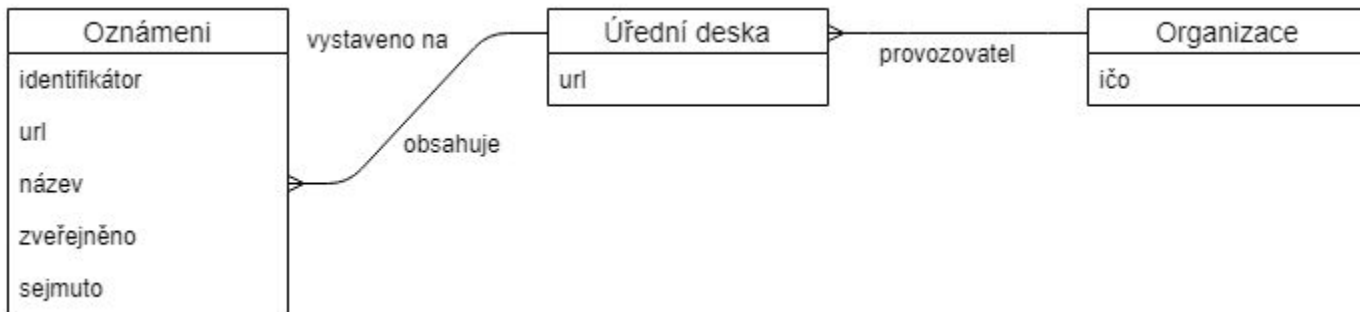 Oznámeni
identifikátor
url
název
zveřejněno
sejmuto
vystaveno na
obsahuje
Úřední deska
url
provozovatel
Organizace
ičo